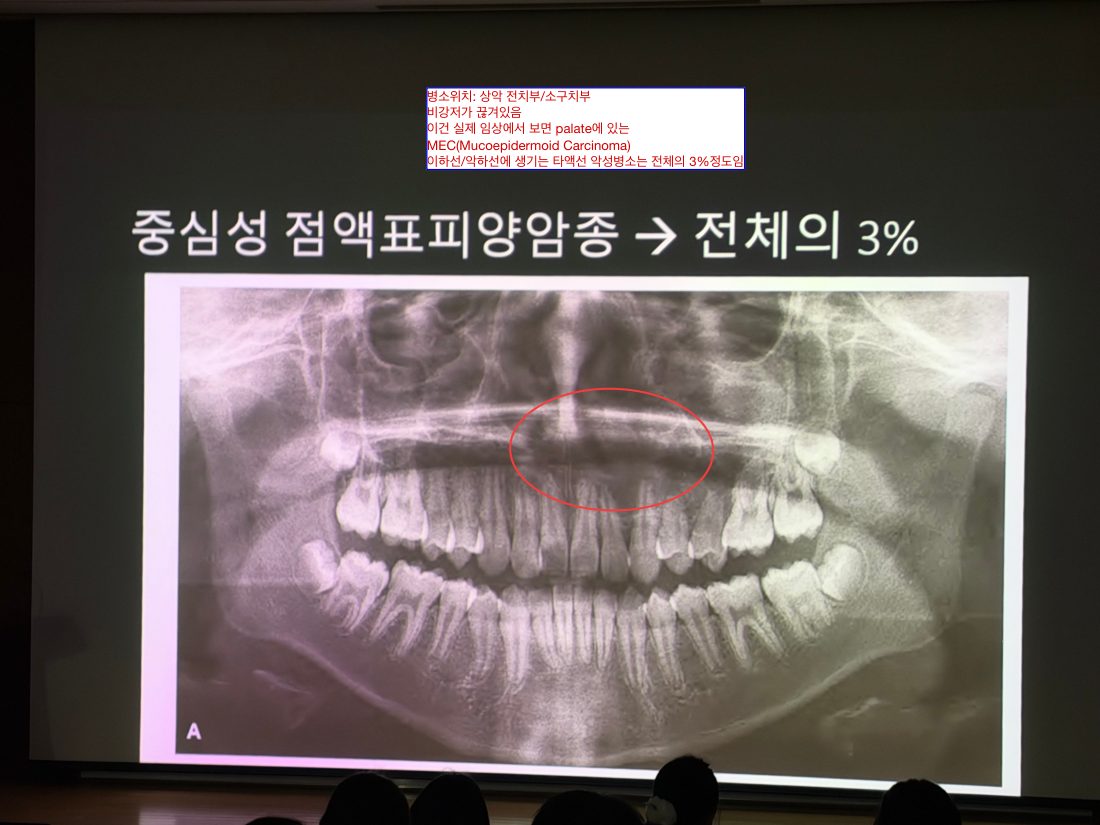 병소위치: 상악 전치부/소구치부
비강저가 끊겨있음
이건 실제 임상에서 보면 palate에 있는
MEC(Mucoepidermoid Carcinoma)
이하선/악하선에 생기는 타액선 악성병소는 전체의 3%정도임
중심성 점액표피양암종 → 전체의 3%
A